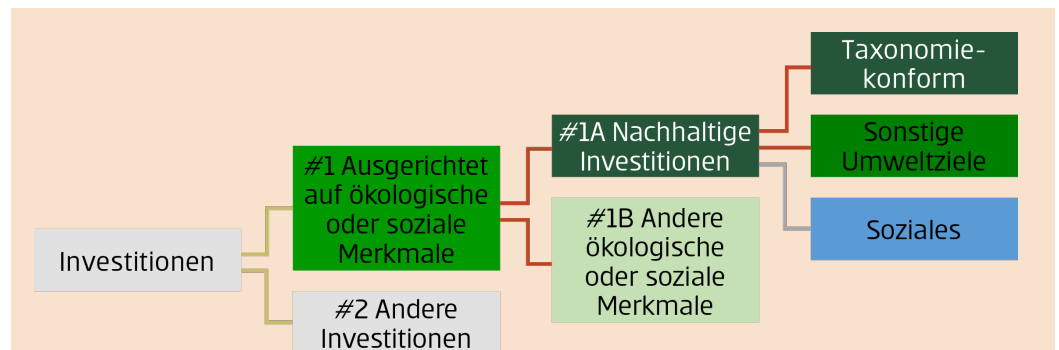 Investitionen
#1 Ausgerichtet
auf ökologische
oder soziale
Merkmale
#2 Andere
Investitionen
#1A Nachhaltige
Investitionen
#1B Andere
ökologische
oder soziale
Merkmale
Taxonomie-
konform
Sonstige
Umweltziele
Soziales